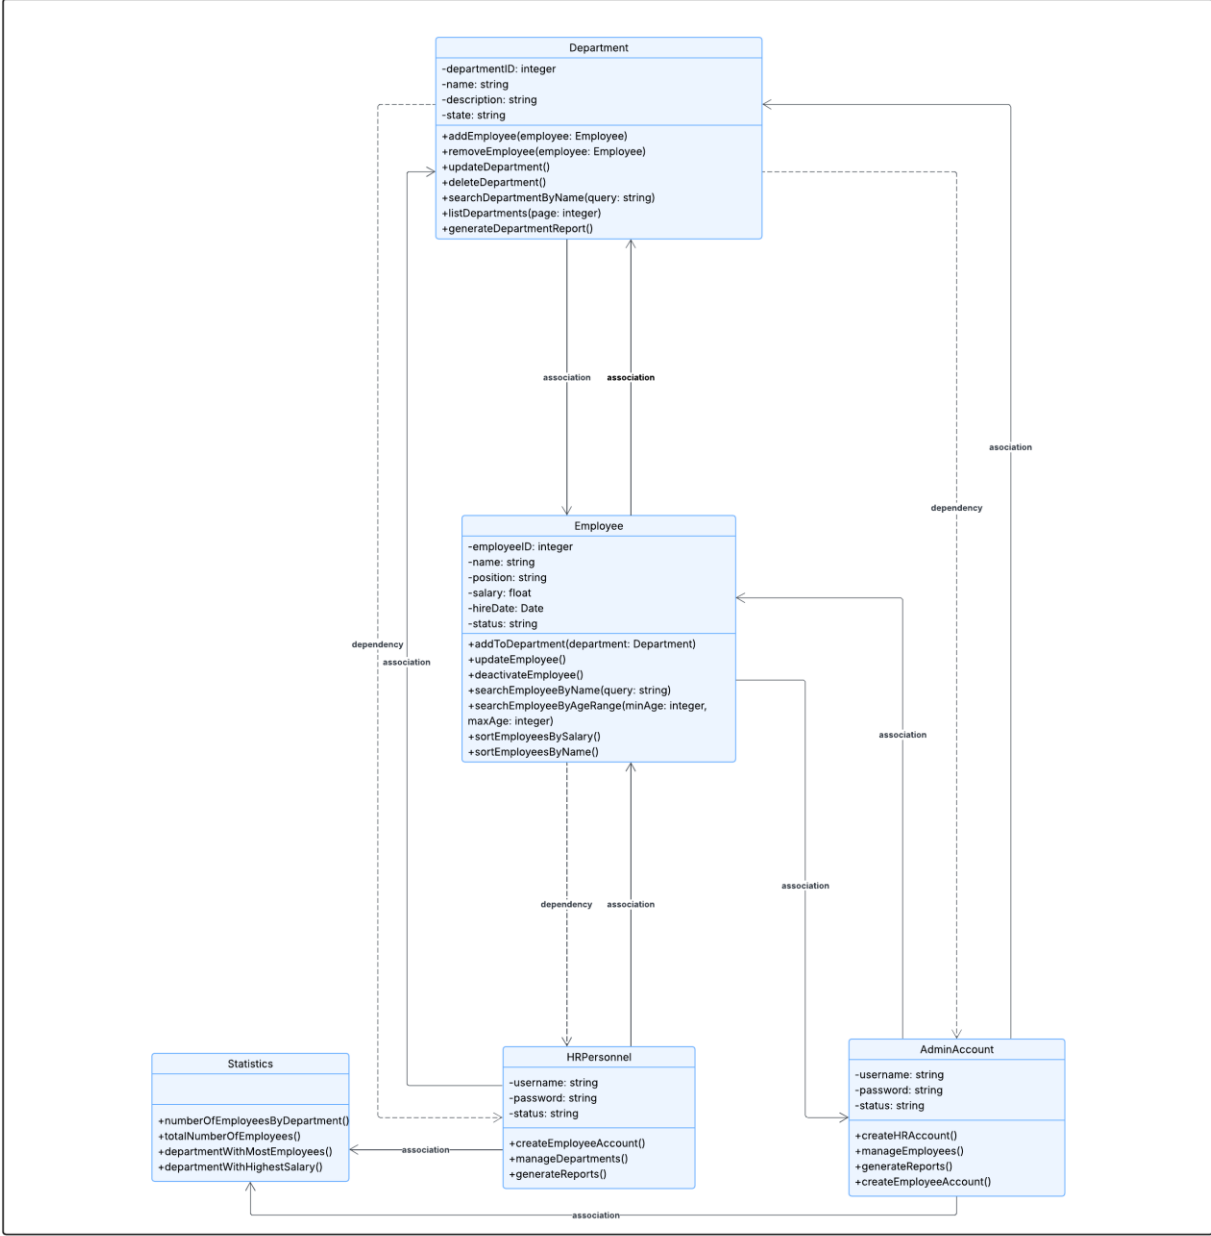 Department
-departmentID: integer
-name: string
-description: string
-state: string
+addEmployee(employee: Employee)
+removeEmployee(employee: Employee)
+updateDepartment()
+deleteDepartment()
+searchDepartmentByName(query: string)
+listDepartments(page: integer)
+generateDepartmentReport()
association
association
asociation
dependency
Employee
-employeeID: integer
-name: string
-position: string
-salary: float
-hireDate: Date
-status: string
+addToDepartment(department: Department)
+updateEmployee()
+deactivateEmployee()
+searchEmployeeByName(query: string)
+searchEmployeeByAgeRange(minAge: integer,
maxAge: integer)
+sortEmployeesBySalary()
+sortEmployeesByName()
dependency
association
association
association
dependency
association
Statistics
+numberOfEmployeesByDepartment()
+totalNumberOfEmployees()
+departmentWithMostEmployees()
+departmentWithHighestSalary()
association
HRPersonnel
-username: string
-password: string
-status: string
+createEmployeeAccount()
+manageDepartments()
+generateReports()
AdminAccount
-username: string
-password: string
-status: string
+createHRAccount()
+manageEmployees()
+generateReports()
+createEmployeeAccount()
association